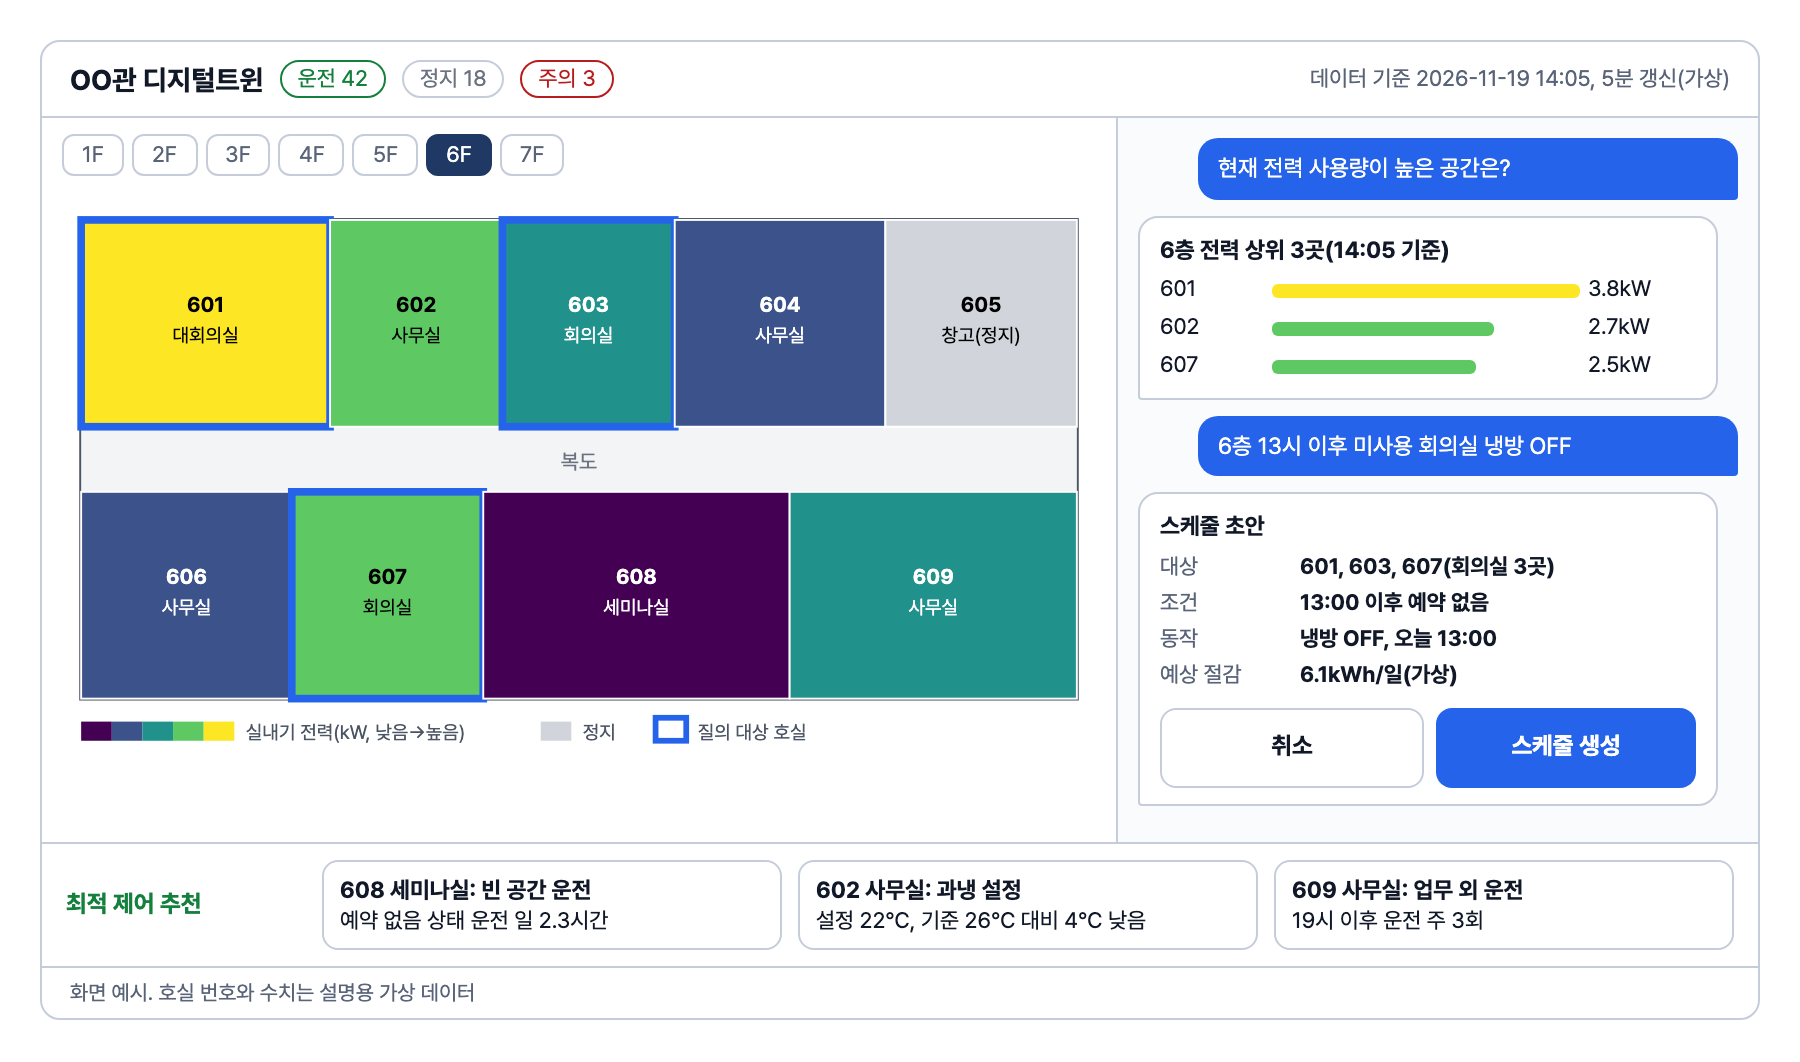 OO관 디지털트윈 운전 42 정지 18 주의 3 데이터 기준 2026-11-19 14:05, 5분 갱신(가상)
1F 2F 3F 4F 5F 6F 7F
601 602 603 604 605
대회의실 사무실 회의실 사무실 창고(정지)
복도
606 607 608 609
사무실 회의실 세미나실 사무실
실내기 전력(kW, 낮음→높음) 정지 질의 대상 호실
현재 전력 사용량이 높은 공간은?
6층 전력 상위 3곳(14:05 기준)
601 3.8kW
602 2.7kW
607 2.5kW
6층 13시 이후 미사용 회의실 냉방 OFF
스케줄 초안
대상 601, 603, 607(회의실 3곳)
조건 13:00 이후 예약 없음
동작 냉방 OFF, 오늘 13:00
예상 절감 6.1kWh/일(가상)
취소 스케줄 생성
최적 제어 추천
608 세미나실: 빈 공간 운전
예약 없음 상태 운전 일 2.3시간
602 사무실: 과냉 설정
설정 22°C, 기준 26°C 대비 4°C 낮음
609 사무실: 업무 외 운전
19시 이후 운전 주 3회
화면 예시. 호실 번호와 수치는 설명용 가상 데이터